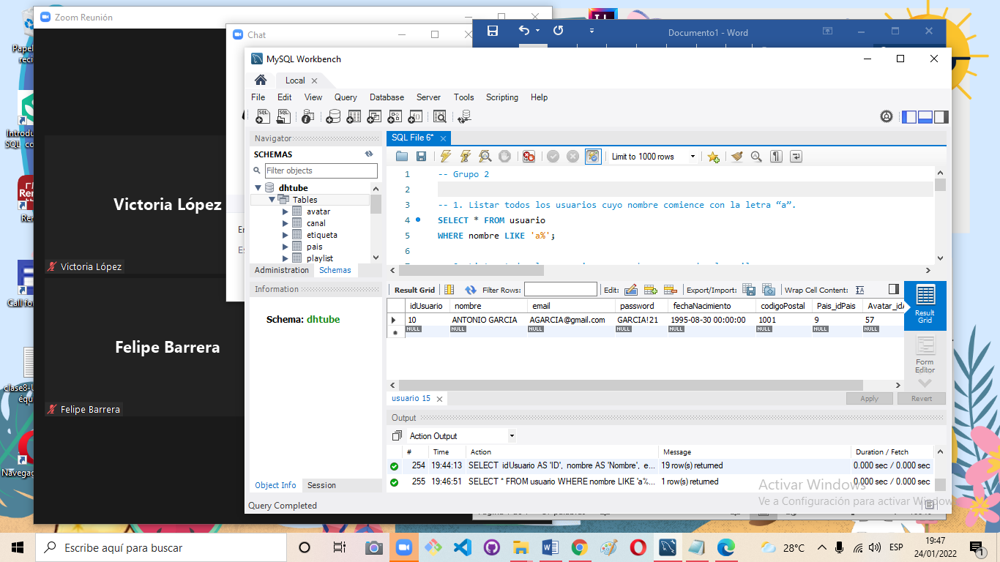 Zoom Reunión
Chat
Documento1 - Word
Papel
reci
Introdu
SQL_co
Victoria López
Victoria López
Felipe Barrera
Felipe Barrera
MySQL Workbench
Local
File Edit View Query Database Server Tools Scripting Help
Navigator
SCHEMAS
Filter objects
dhtube
Tables
avatar
canal
etiqueta
pais
playlist
Administration Schemas
Information
Schema: dhtube
Object Info Session
Query Completed
SQL File 6*
Limit to 1000 rows
1 -- Grupo 2
2
3 -- 1. Listar todos los usuarios cuyo nombre comience con la letra “a”.
4 SELECT * FROM usuario
5 WHERE nombre LIKE 'a%';
6
Result Grid Filter Rows: Edit: Export/Import: Wrap Cell Content:
idUsuario nombre email password fechaNacimiento codigoPostal Pais_idPais Avatar_idA
10 ANTONIO GARCIA AGARCIA@gmail.com GARCIA!21 1995-08-30 00:00:00 1001 9 57
NULL NULL NULL NULL NULL NULL NULL NULL
Result
Grid
Form
Editor
usuario 15
Apply Revert
Output
Action Output
# Time Action Message Duration / Fetch
254 19:44:13 SELECT idUsuario AS 'ID', nombre AS 'Nombre', e... 19 row(s) returned 0.000 sec / 0.000 sec
255 19:46:51 SELECT * FROM usuario WHERE nombre LIKE 'a%... 1 row(s) returned 0.000 sec / 0.000 sec
Activar Windows
Ve a Configuración para activar Window
Escribe aquí para buscar
28°C
ESP
19:47
24/01/2022
1